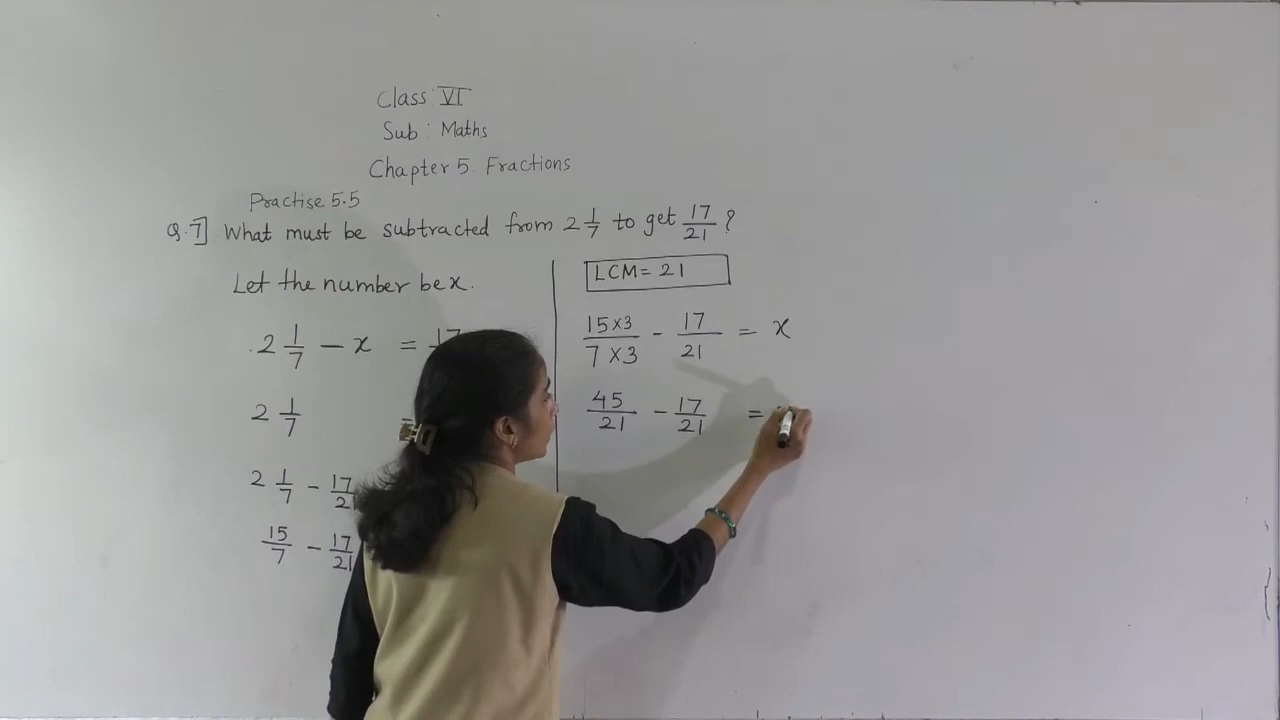 Class VI
Sub : Maths
Chapter 5 Fractions
Practise 5.5
Q.7] What must be subtracted from 2 1/7 to get 17/21 ?
Let the number be x.
2 1/7 - x = 17
2 1/7 =
2 1/7 - 17/21
15/7 - 17/21
LCM = 21
15 x 3 / 7 x 3 - 17/21 = x
45/21 - 17/21 =